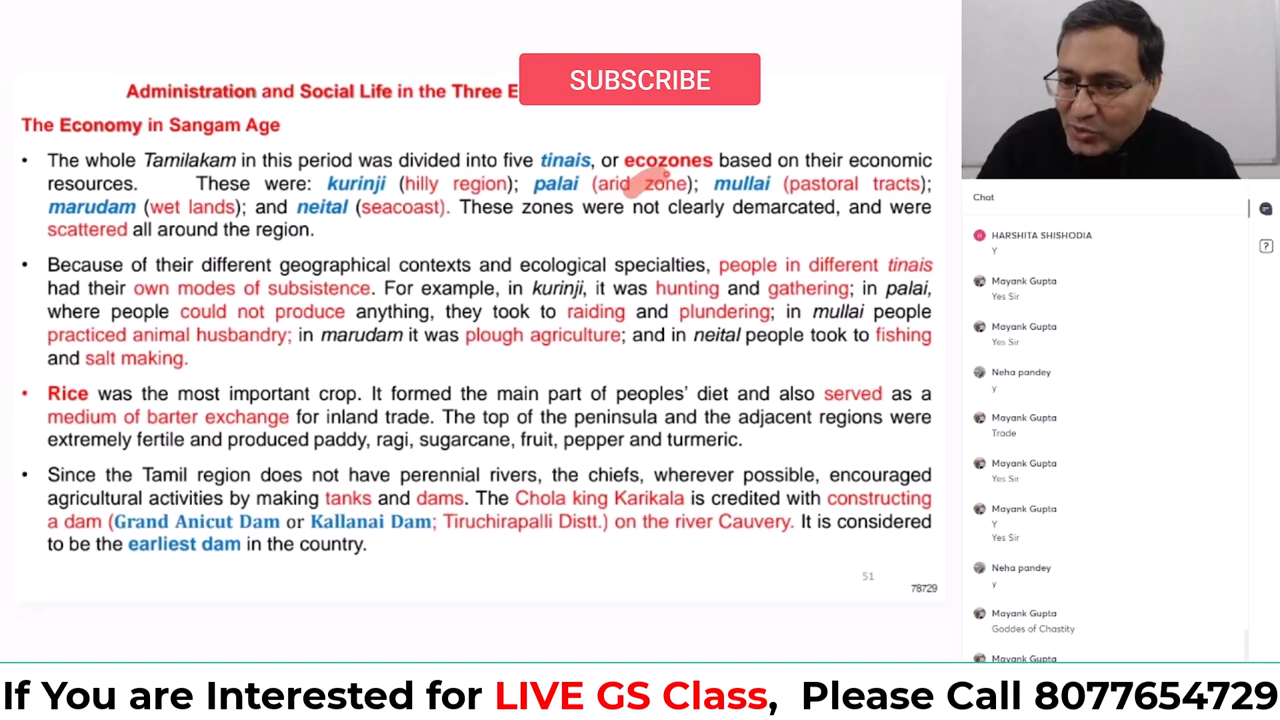 SUBSCRIBE
Administration and Social Life in the Three E
The Economy in Sangam Age
• The whole Tamilakam in this period was divided into five tinais, or ecozones based on their economic
resources. These were: kurinji (hilly region); palai (arid zone); mullai (pastoral tracts);
marudam (wet lands); and neital (seacoast). These zones were not clearly demarcated, and were
scattered all around the region.
• Because of their different geographical contexts and ecological specialties, people in different tinais
had their own modes of subsistence. For example, in kurinji, it was hunting and gathering; in palai,
where people could not produce anything, they took to raiding and plundering; in mullai people
practiced animal husbandry; in marudam it was plough agriculture; and in neital people took to fishing
and salt making.
• Rice was the most important crop. It formed the main part of peoples' diet and also served as a
medium of barter exchange for inland trade. The top of the peninsula and the adjacent regions were
extremely fertile and produced paddy, ragi, sugarcane, fruit, pepper and turmeric.
• Since the Tamil region does not have perennial rivers, the chiefs, wherever possible, encouraged
agricultural activities by making tanks and dams. The Chola king Karikala is credited with constructing
a dam (Grand Anicut Dam or Kallanai Dam; Tiruchirapalli Distt.) on the river Cauvery. It is considered
to be the earliest dam in the country.
51
78729
Chat
H HARSHITA SHISHODIA
Y
Mayank Gupta
Yes Sir
Mayank Gupta
Yes Sir
Neha pandey
y
Mayank Gupta
Trade
Mayank Gupta
Yes Sir
Mayank Gupta
Y
Yes Sir
Neha pandey
y
Mayank Gupta
Goddes of Chastity
Mayank Gupta
?
If You are Interested for LIVE GS Class, Please Call 8077654729